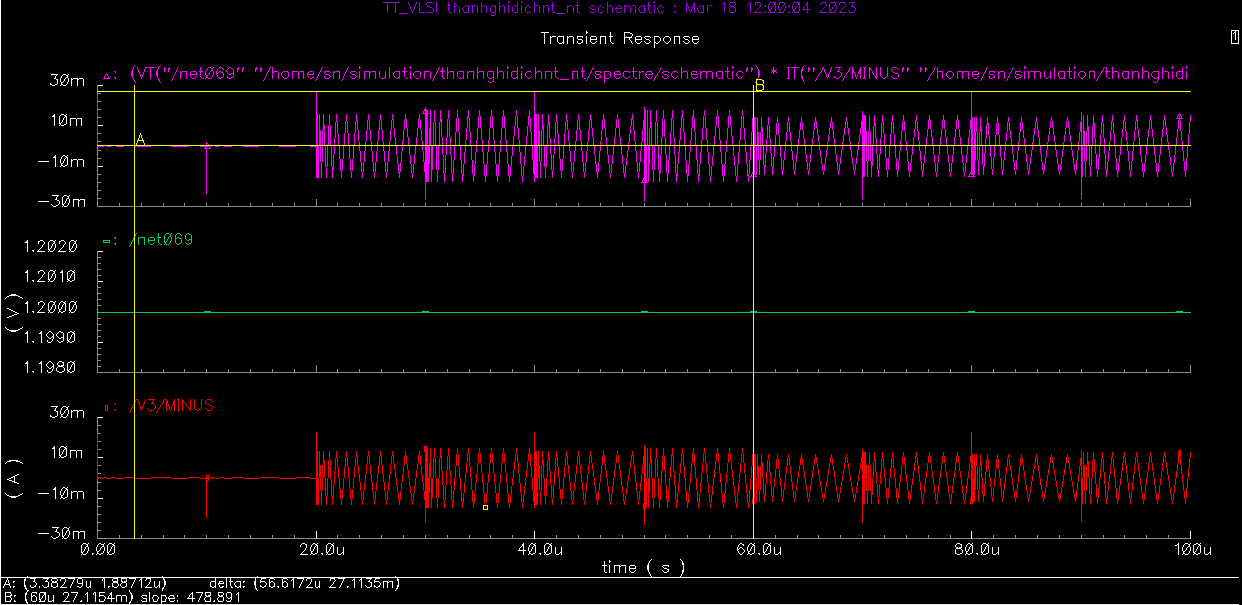 TT_VLSI thanhghidichnt_nt schematic : Mar 18 12:00:04 2023
Transient Response
1
: (VT("/net069" "/home/sn/simulation/thanhghidichnt_nt/spectre/schematic") * IT("/V3/MINUS" "/home/sn/simulation/thanhghidi
30m
10m
-10m
-30m
A
B
: /net069
1.2020
1.2010
1.2000
1.1990
1.1980
( V )
: /V3/MINUS
30m
10m
-10m
-30m
( A )
0.00 20.0u 40.0u 60.0u 80.0u 100u
time ( s )
A: (3.38279u 1.88712u) delta: (56.6172u 27.1135m)
B: (60u 27.1154m) slope: 478.891